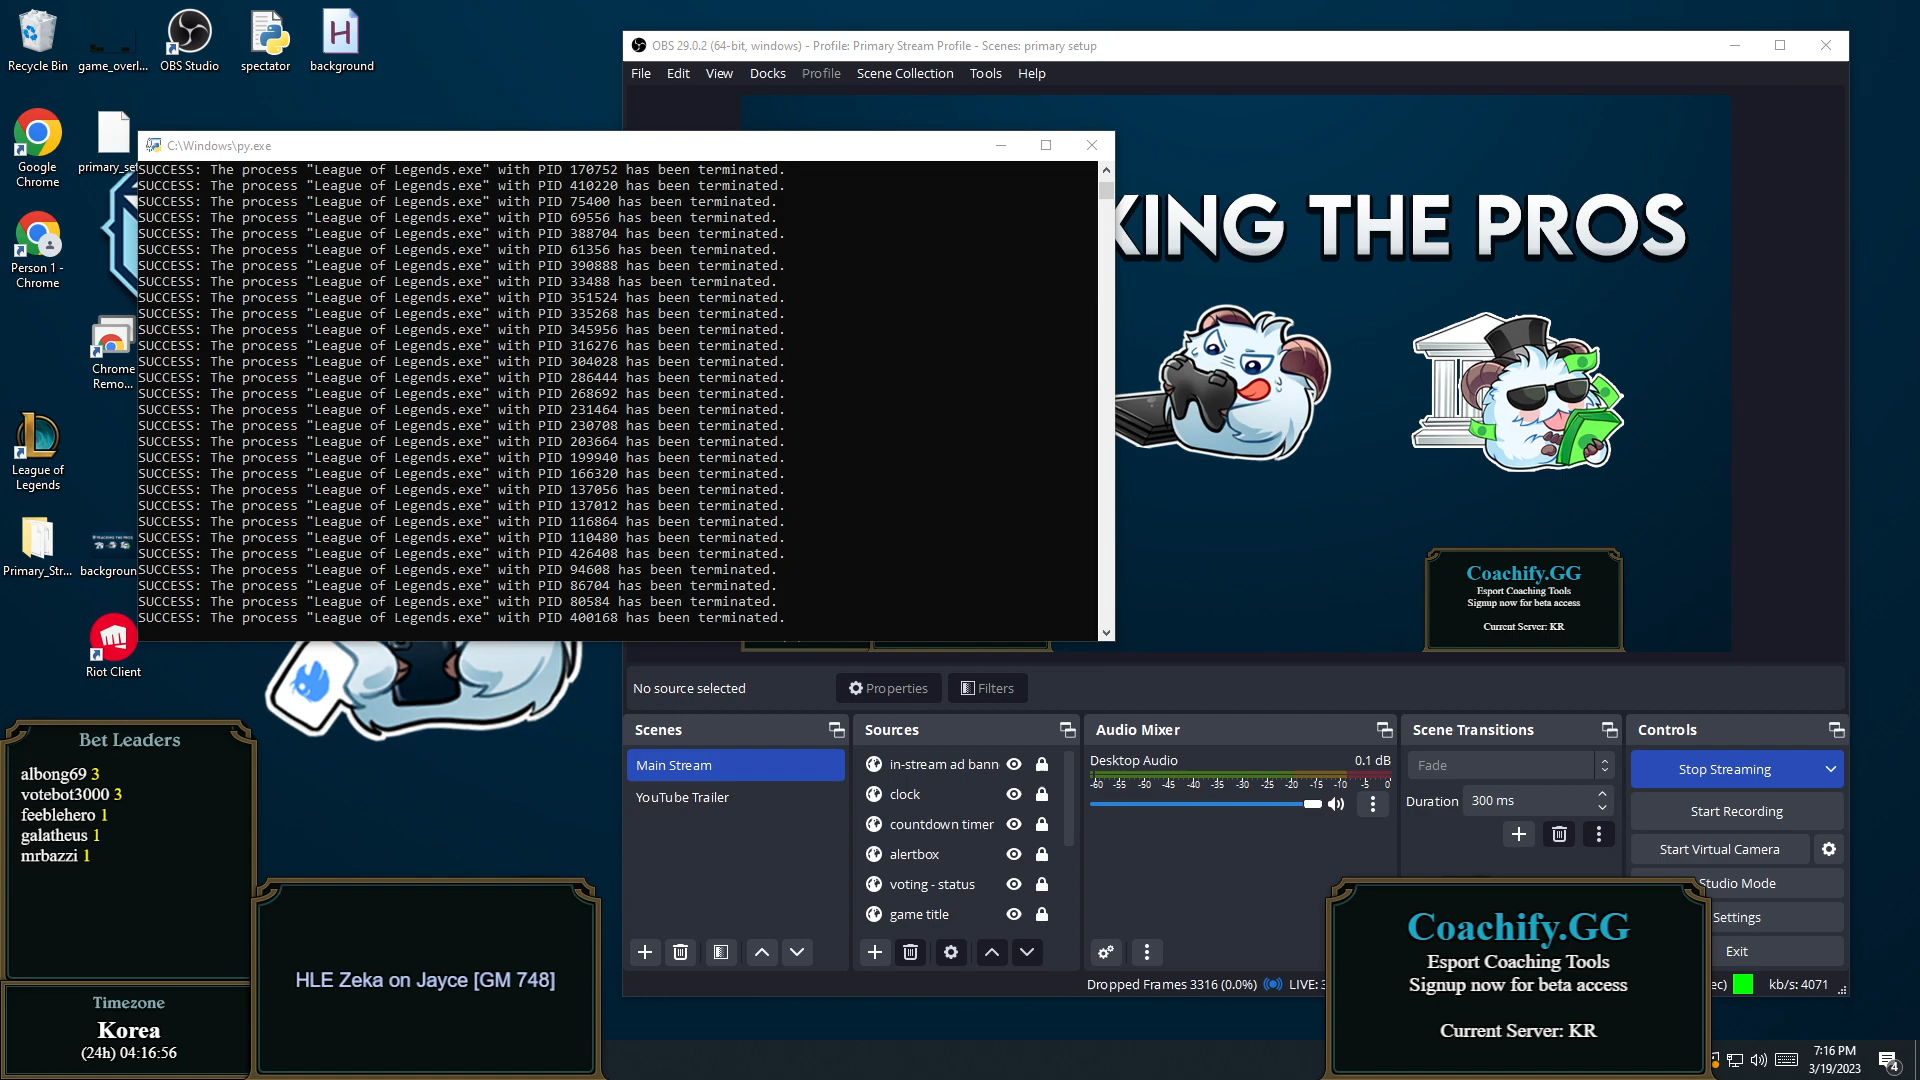 Recycle Bin
game_overl...
OBS Studio
spectator
background
Google Chrome
primary_set
Person 1 - Chrome
Chrome Remo...
League of Legends
Primary_Str...
backgroun
Riot Client
C:\Windows\py.exe
SUCCESS: The process "League of Legends.exe" with PID 170752 has been terminated.
SUCCESS: The process "League of Legends.exe" with PID 410220 has been terminated.
SUCCESS: The process "League of Legends.exe" with PID 75400 has been terminated.
SUCCESS: The process "League of Legends.exe" with PID 69556 has been terminated.
SUCCESS: The process "League of Legends.exe" with PID 388704 has been terminated.
SUCCESS: The process "League of Legends.exe" with PID 61356 has been terminated.
SUCCESS: The process "League of Legends.exe" with PID 390888 has been terminated.
SUCCESS: The process "League of Legends.exe" with PID 33488 has been terminated.
SUCCESS: The process "League of Legends.exe" with PID 351524 has been terminated.
SUCCESS: The process "League of Legends.exe" with PID 335268 has been terminated.
SUCCESS: The process "League of Legends.exe" with PID 345956 has been terminated.
SUCCESS: The process "League of Legends.exe" with PID 316276 has been terminated.
SUCCESS: The process "League of Legends.exe" with PID 304028 has been terminated.
SUCCESS: The process "League of Legends.exe" with PID 286444 has been terminated.
SUCCESS: The process "League of Legends.exe" with PID 268692 has been terminated.
SUCCESS: The process "League of Legends.exe" with PID 231464 has been terminated.
SUCCESS: The process "League of Legends.exe" with PID 230708 has been terminated.
SUCCESS: The process "League of Legends.exe" with PID 203664 has been terminated.
SUCCESS: The process "League of Legends.exe" with PID 199940 has been terminated.
SUCCESS: The process "League of Legends.exe" with PID 166320 has been terminated.
SUCCESS: The process "League of Legends.exe" with PID 137056 has been terminated.
SUCCESS: The process "League of Legends.exe" with PID 137012 has been terminated.
SUCCESS: The process "League of Legends.exe" with PID 116864 has been terminated.
SUCCESS: The process "League of Legends.exe" with PID 110480 has been terminated.
SUCCESS: The process "League of Legends.exe" with PID 426408 has been terminated.
SUCCESS: The process "League of Legends.exe" with PID 94608 has been terminated.
SUCCESS: The process "League of Legends.exe" with PID 86704 has been terminated.
SUCCESS: The process "League of Legends.exe" with PID 80584 has been terminated.
SUCCESS: The process "League of Legends.exe" with PID 400168 has been terminated.
OBS 29.0.2 (64-bit, windows) - Profile: Primary Stream Profile - Scenes: primary setup
File Edit View Docks Profile Scene Collection Tools Help
KING THE PROS
Coachify.GG
Esport Coaching Tools
Signup now for beta access
Current Server: KR
No source selected
Properties
Filters
Scenes
Main Stream
YouTube Trailer
Sources
in-stream ad bann
clock
countdown timer
alertbox
voting - status
game title
Audio Mixer
Desktop Audio 0.1 dB
-60 -55 -50 -45 -40 -35 -30 -25 -20 -15 -10 -5 0
Scene Transitions
Fade
Duration 300 ms
Controls
Stop Streaming
Start Recording
Start Virtual Camera
Studio Mode
Settings
Exit
Dropped Frames 3316 (0.0%) LIVE: 3
ec) kb/s: 4071
Bet Leaders
albong69 3
votebot3000 3
feeblehero 1
galatheus 1
mrbazzi 1
Timezone
Korea
(24h) 04:16:56
HLE Zeka on Jayce [GM 748]
Coachify.GG
Esport Coaching Tools
Signup now for beta access
Current Server: KR
7:16 PM
3/19/2023
4